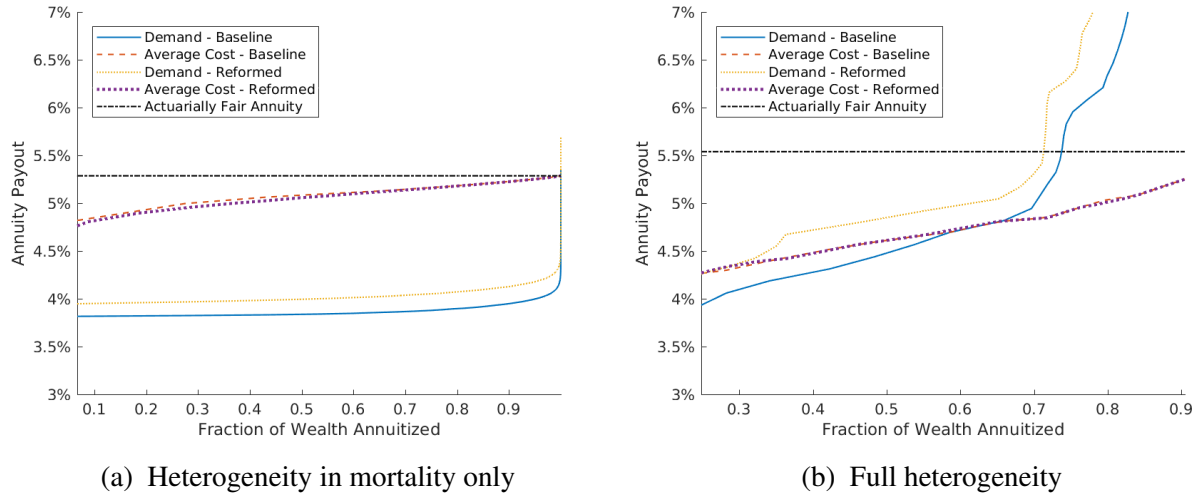 7%
6.5%
6%
5.5%
5%
4.5%
4%
3.5%
3%
Annuity Payout
Demand - Baseline
Average Cost - Baseline
Demand - Reformed
Average Cost - Reformed
Actuarially Fair Annuity
0.1 0.2 0.3 0.4 0.5 0.6 0.7 0.8 0.9
Fraction of Wealth Annuitized
(a) Heterogeneity in mortality only
7%
6.5%
6%
5.5%
5%
4.5%
4%
3.5%
3%
Annuity Payout
Demand - Baseline
Average Cost - Baseline
Demand - Reformed
Average Cost - Reformed
Actuarially Fair Annuity
0.3 0.4 0.5 0.6 0.7 0.8 0.9
Fraction of Wealth Annuitized
(b) Full heterogeneity